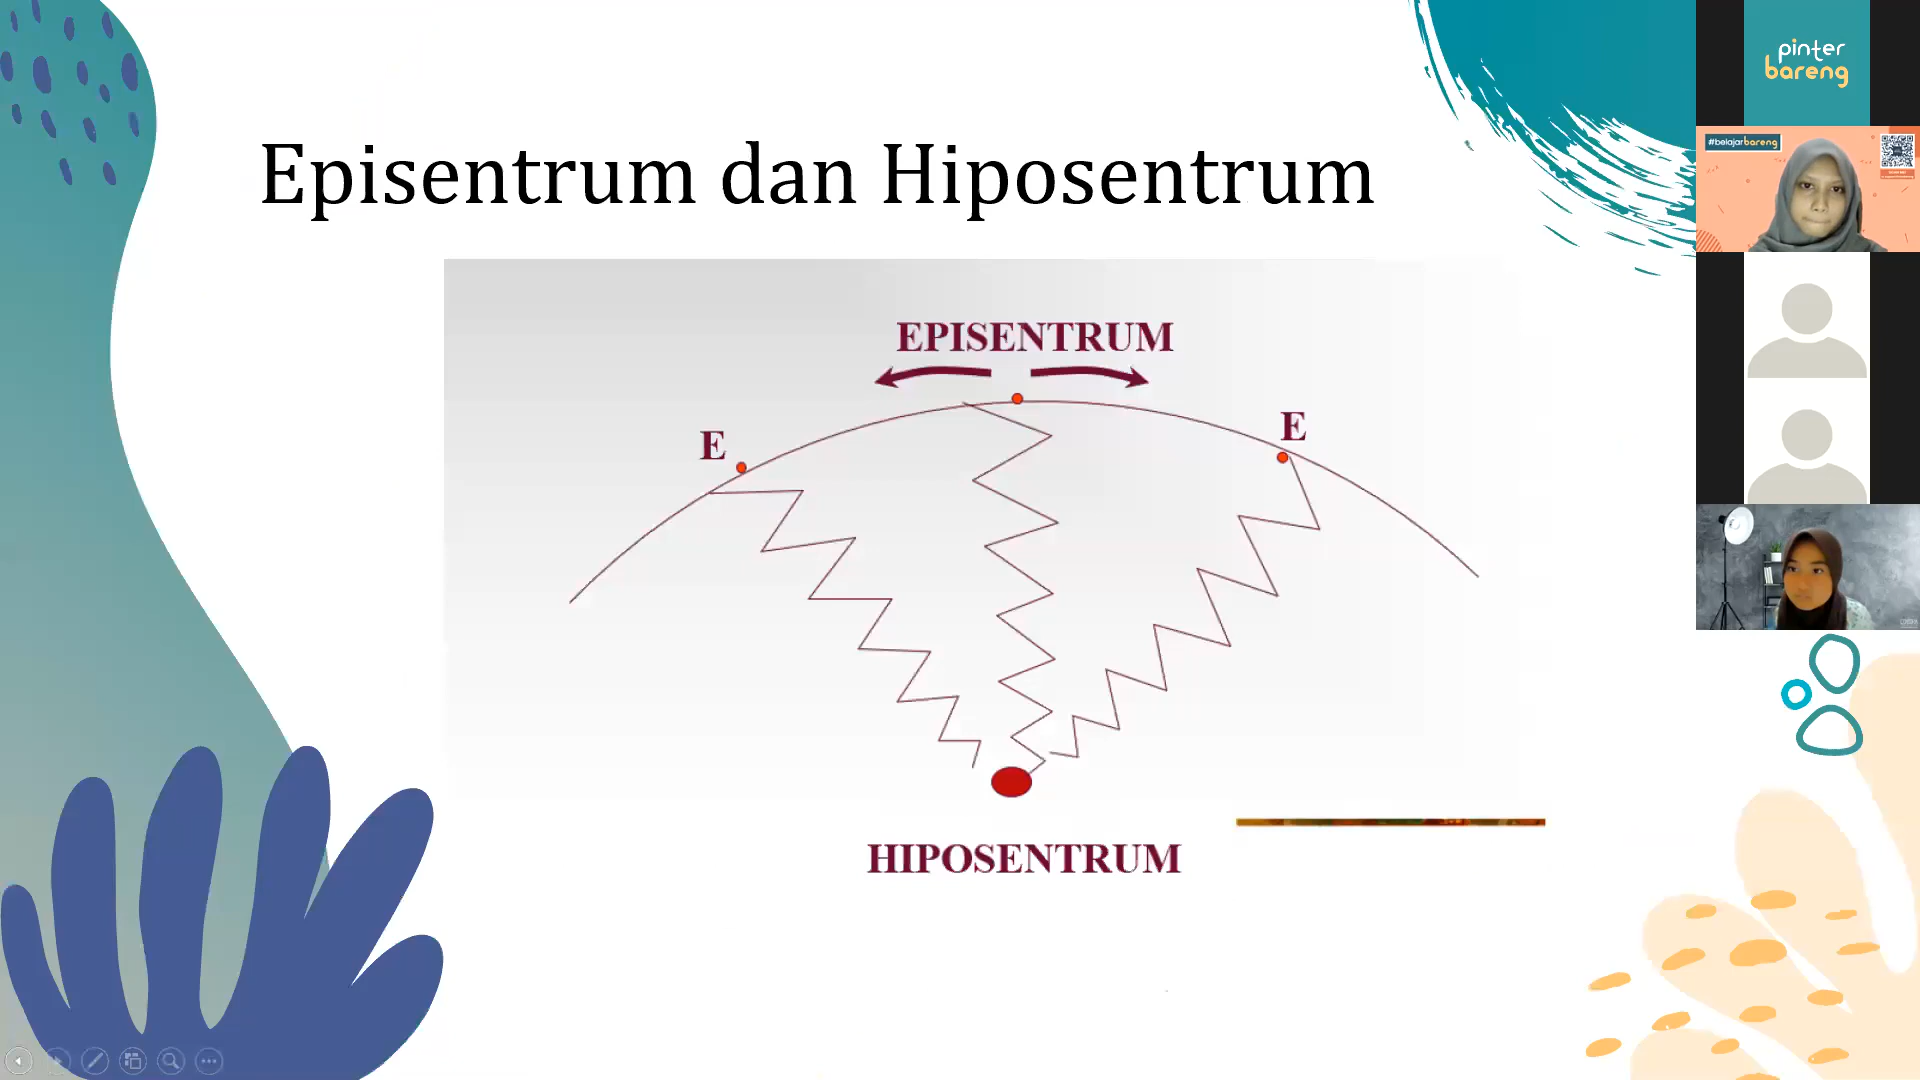 Episentrum dan Hiposentrum
EPISENTRUM
E
E
HIPOSENTRUM
pinter
bareng
#belajarbareng